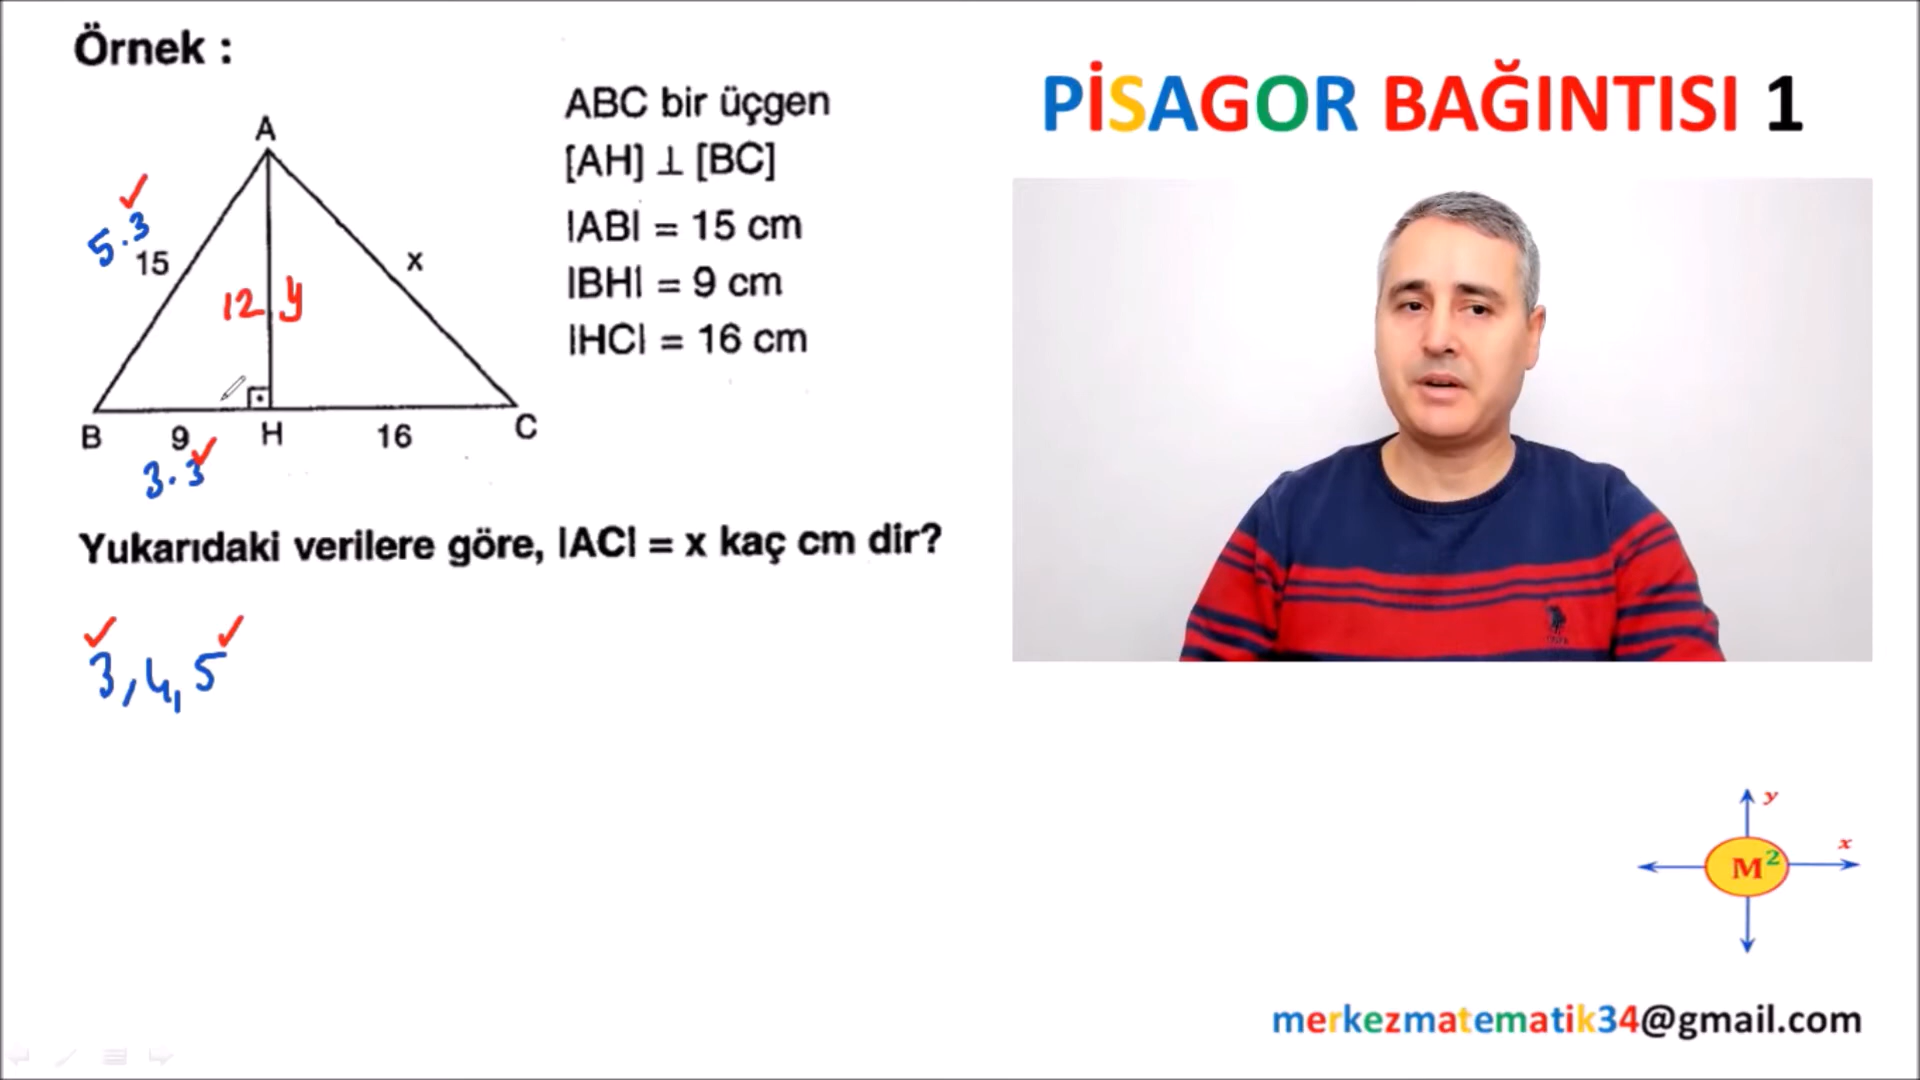 Örnek :
PİSAGOR BAĞINTISI 1
ABC bir üçgen
[AH] ⊥ [BC]
|AB| = 15 cm
|BH| = 9 cm
|HC| = 16 cm
A
5.3
15
x
12 y
B 9 H 16 C
3.3
Yukarıdaki verilere göre, |AC| = x kaç cm dir?
3, 4, 5
y
x
M²
merkezmatematik34@gmail.com